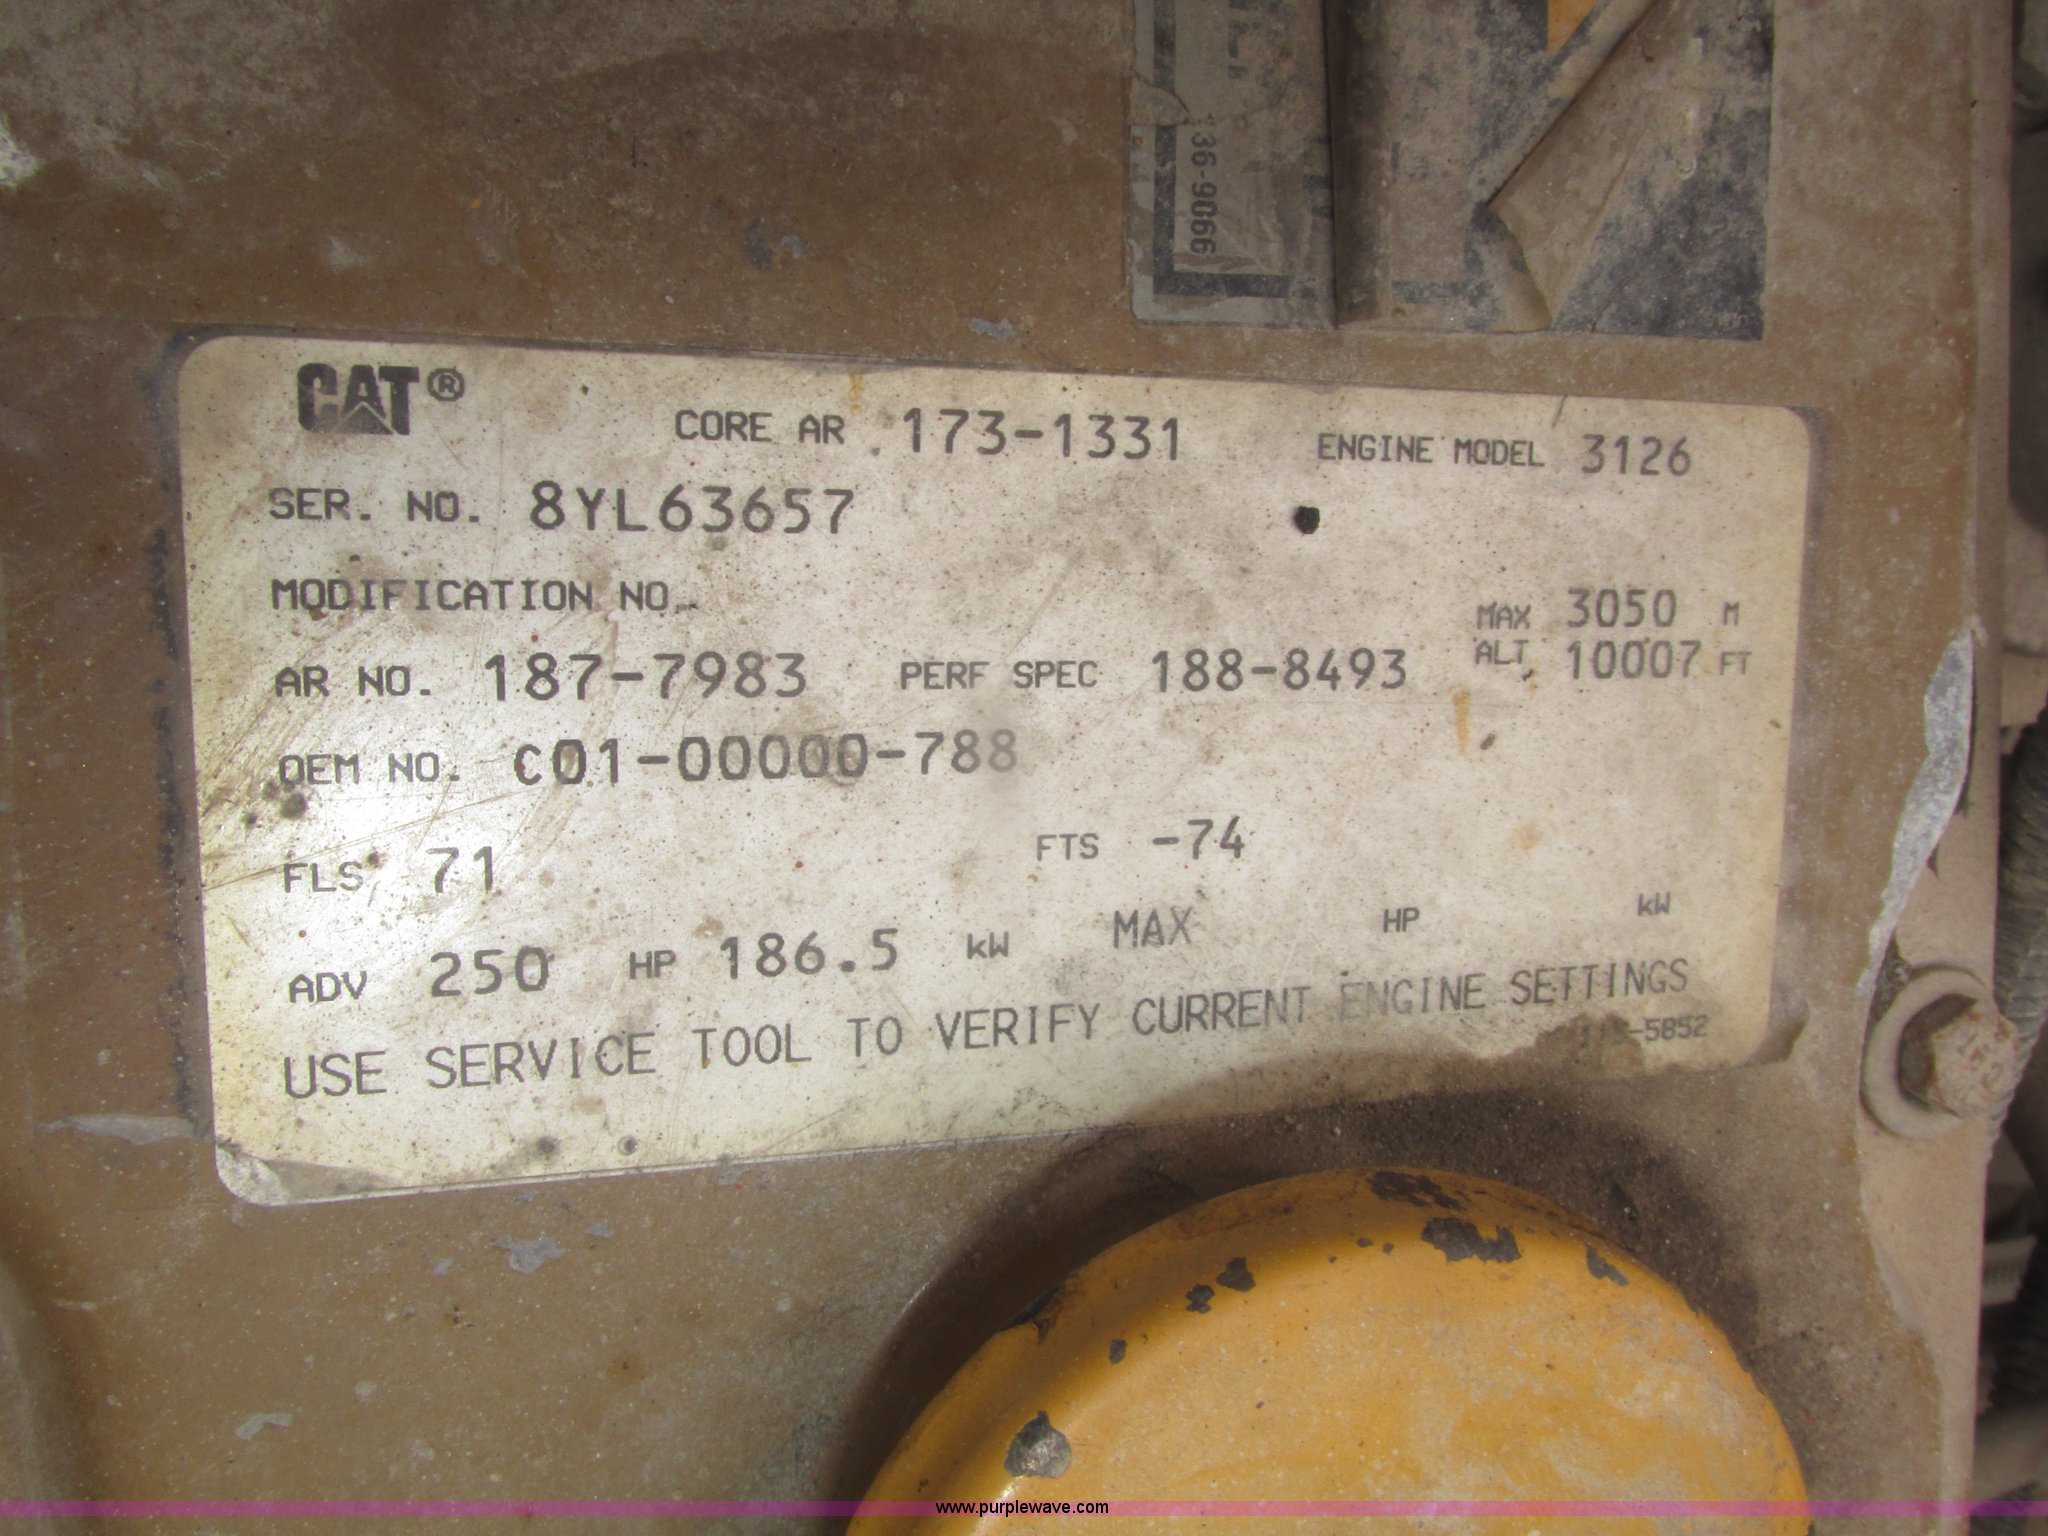 36-9066
CAT®
CORE AR 173-1331 ENGINE MODEL 3126
SER. NO. 8YL63657
MODIFICATION NO.
MAX 3050 M
ALT. 10007 FT
AR NO. 187-7983 PERF SPEC 188-8493
OEM NO. C01-00000-788
FLS 71 FTS -74
ADV 250 HP 186.5 kW MAX HP kW
USE SERVICE TOOL TO VERIFY CURRENT ENGINE SETTINGS
-5852
www.purplewave.com